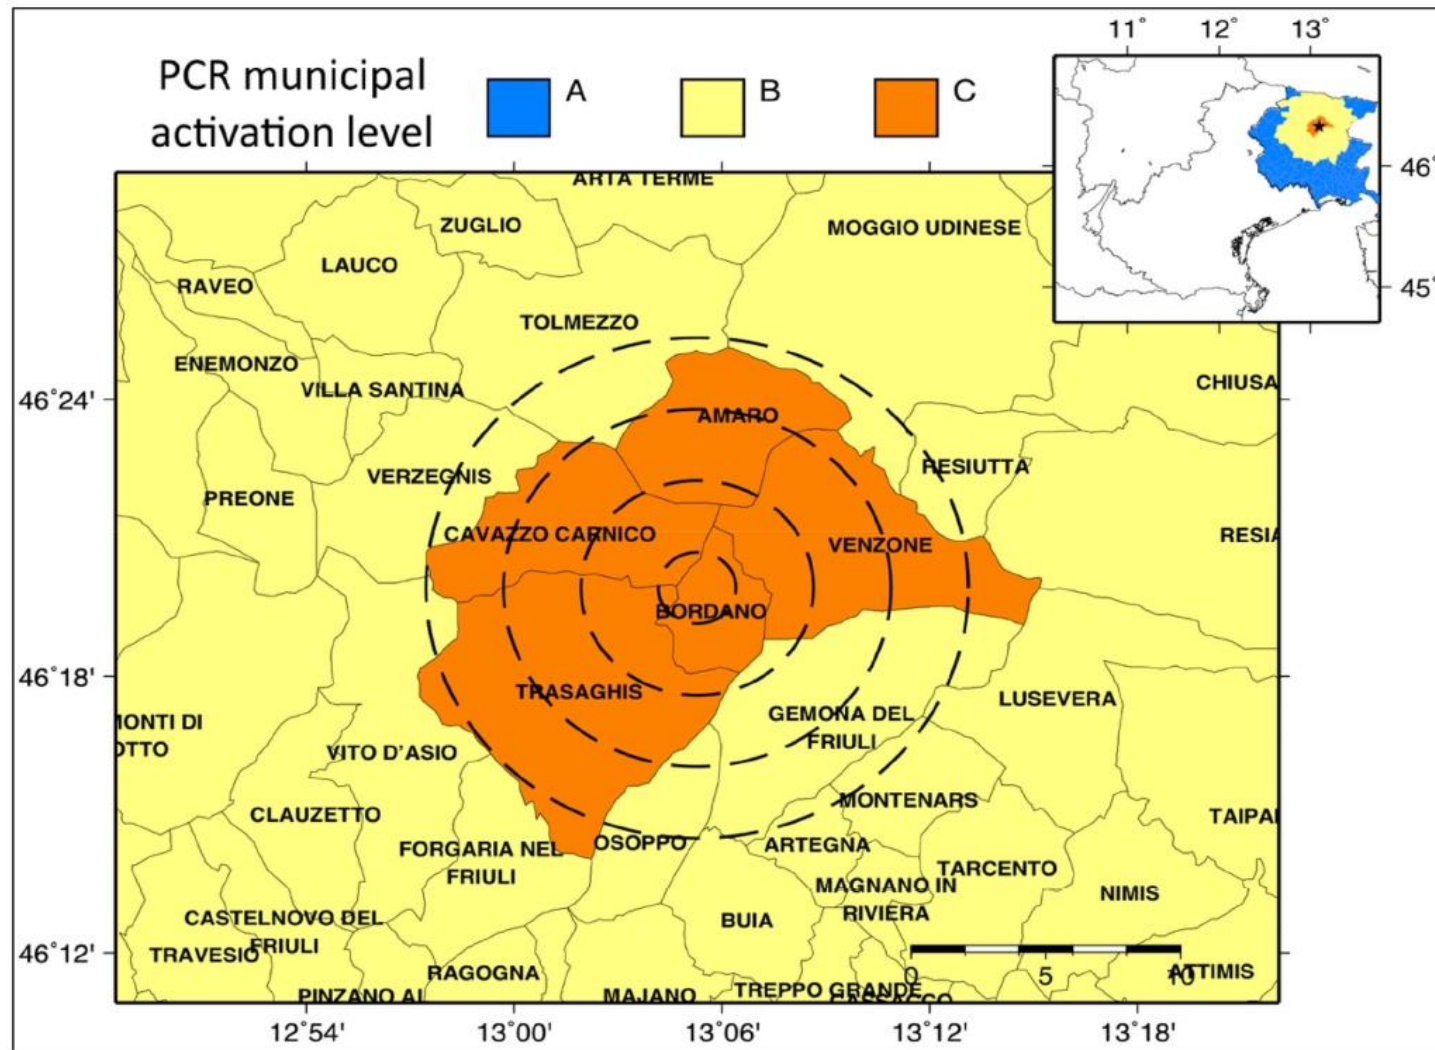 PCR municipal
activation level
A
B
C
11°
12°
13°
46°
45°
ARTA TERME
ZUGLIO
MOGGIO UDINESE
LAUCO
RAVEO
TOLMEZZO
ENEMONZO
VILLA SANTINA
CHIUSA
46°24'
AMARO
VERZEGNIS
RESIUTTA
PREONE
CAVAZZO CARNICO
VENZONE
RESIA
BORDANO
46°18'
TRASAGHIS
LUSEVERA
GEMONA DEL
FRIULI
MONTI DI
OTTO
VITO D'ASIO
CLAUZETTO
MONTENARS
TAIPA
FORGARIA NEL
FRIULI
OSOPPO
ARTEGNA
TARCENTO
MAGNANO IN
RIVIERA
NIMIS
CASTELNOVO DEL
FRIULI
BUIA
TRAVESIO
46°12'
RAGOGNA
0
5
10
ATTIMIS
PINZANO AL
MAJANO
TREPPO GRANDE
CASSACCO
12°54'
13°00'
13°06'
13°12'
13°18'